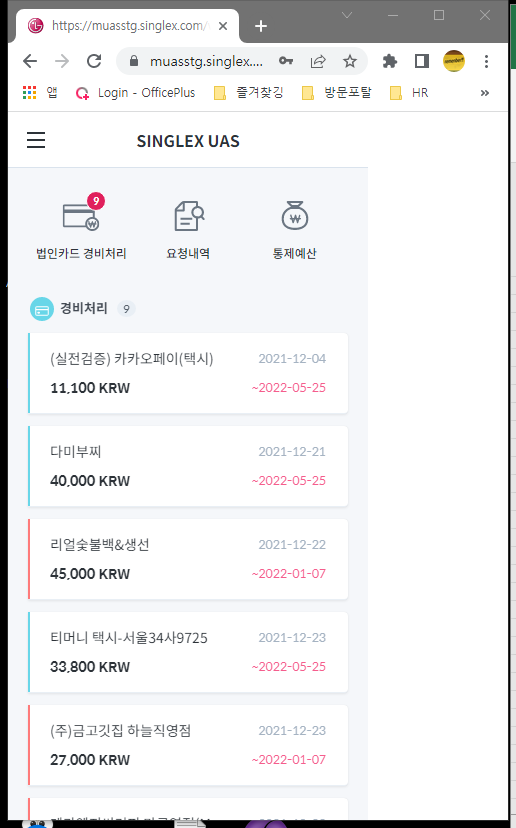 https://muasstg.singlex.com/
muasstg.singlex....
앱
Login - OfficePlus
즐겨찾깅
방문포탈
HR
»
SINGLEX UAS
9
법인카드 경비처리
요청내역
통제예산
경비처리 9
(실전검증) 카카오페이(택시) 2021-12-04
11,100 KRW ~2022-05-25
다미부찌 2021-12-21
40,000 KRW ~2022-05-25
리얼숯불백&생선 2021-12-22
45,000 KRW ~2022-01-07
티머니 택시-서울34사9725 2021-12-23
33,800 KRW ~2022-05-25
(주)금고깃집 하늘직영점 2021-12-23
27,000 KRW ~2022-01-07